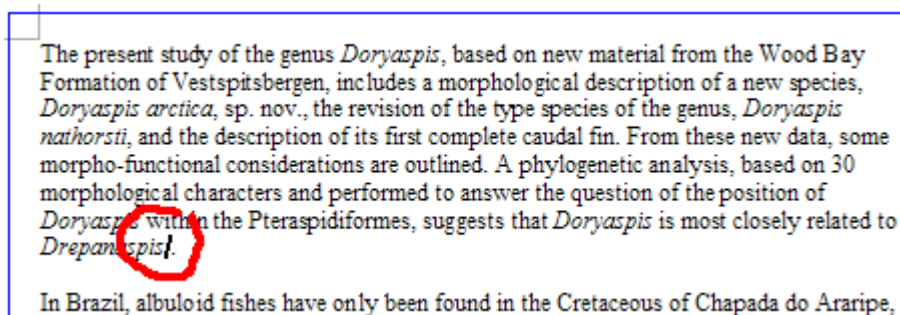 The present study of the genus Doryaspis, based on new material from the Wood Bay
Formation of Vestspitsbergen, includes a morphological description of a new species,
Doryaspis arctica, sp. nov., the revision of the type species of the genus, Doryaspis
nathorsti, and the description of its first complete caudal fin. From these new data, some
morpho-functional considerations are outlined. A phylogenetic analysis, based on 30
morphological characters and performed to answer the question of the position of
Doryaspis within the Pteraspidiformes, suggests that Doryaspis is most closely related to
Drepanaspis.
In Brazil, albuloid fishes have only been found in the Cretaceous of Chapada do Araripe,